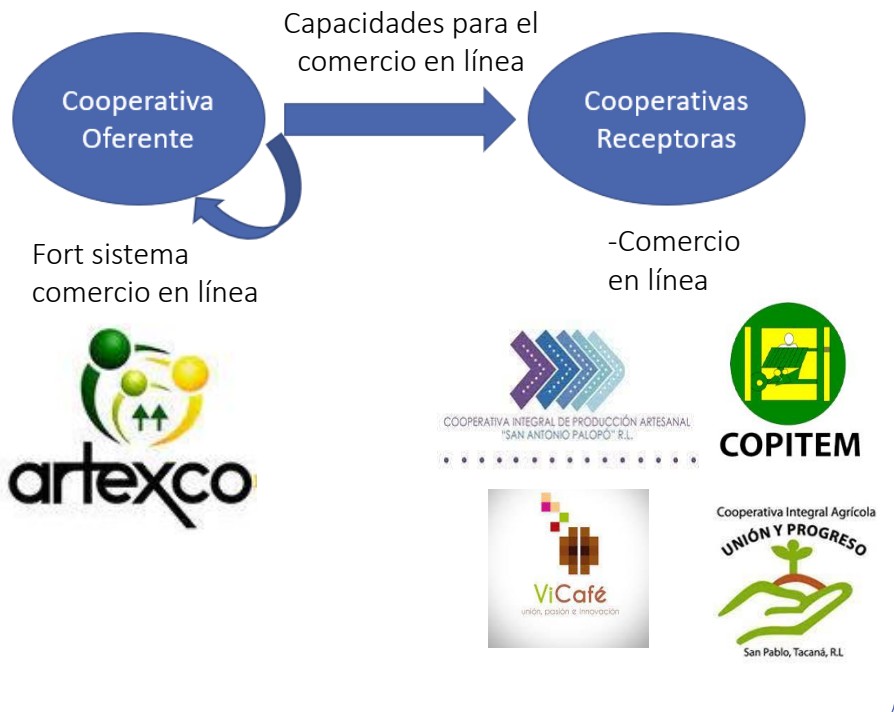 Capacidades para el
comercio en línea
Cooperativa
Oferente
Cooperativas
Receptoras
Fort sistema
comercio en línea
-Comercio
en línea
artexco
COOPERATIVA INTEGRAL DE PRODUCCIÓN ARTESANAL
"SAN ANTONIO PALOPÓ" R.L.
COPITEM
ViCafé
unión, pasión e innovación
Cooperativa Integral Agrícola
UNIÓN Y PROGRESO
San Pablo, Tacaná, R.L